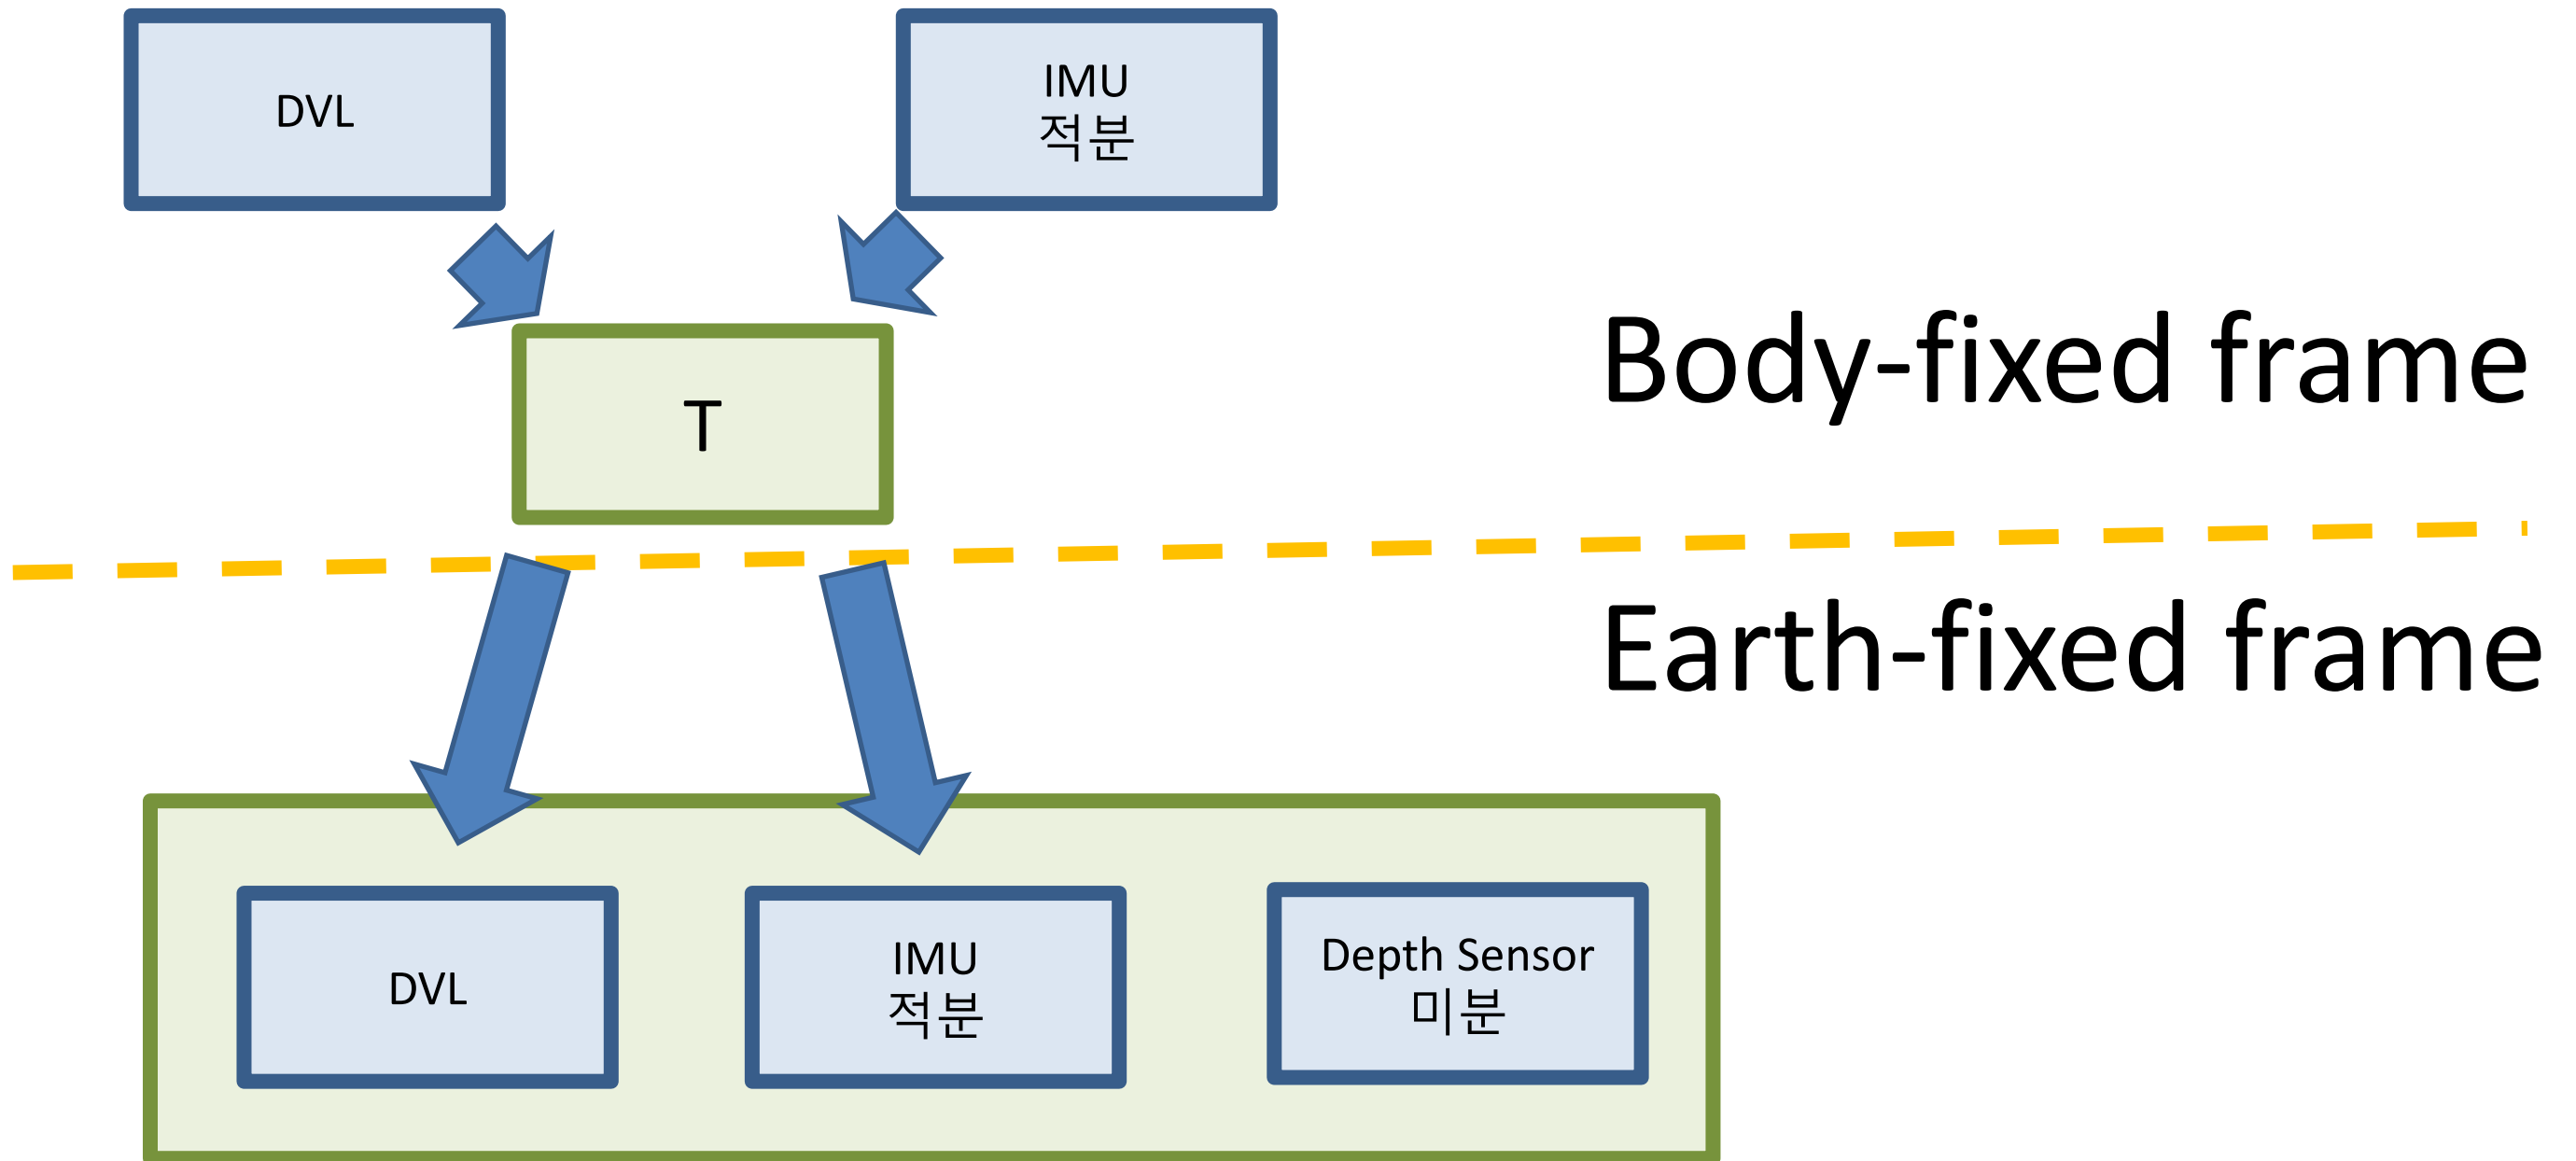 DVL
IMU
적분
T
Body-fixed frame
Earth-fixed frame
DVL
IMU
적분
Depth Sensor
미분